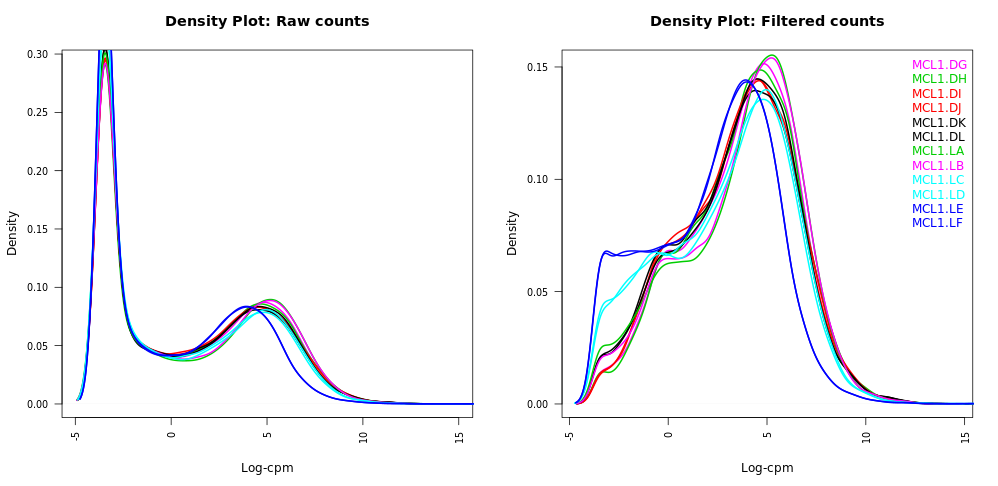 Density Plot: Raw counts
0.30
0.25
0.20
0.15
0.10
0.05
0.00
Density
-5
0
5
10
15
Log-cpm
Density Plot: Filtered counts
0.15
0.10
0.05
0.00
Density
-5
0
5
10
15
Log-cpm
MCL1.DG
MCL1.DH
MCL1.DI
MCL1.DJ
MCL1.DK
MCL1.DL
MCL1.LA
MCL1.LB
MCL1.LC
MCL1.LD
MCL1.LE
MCL1.LF